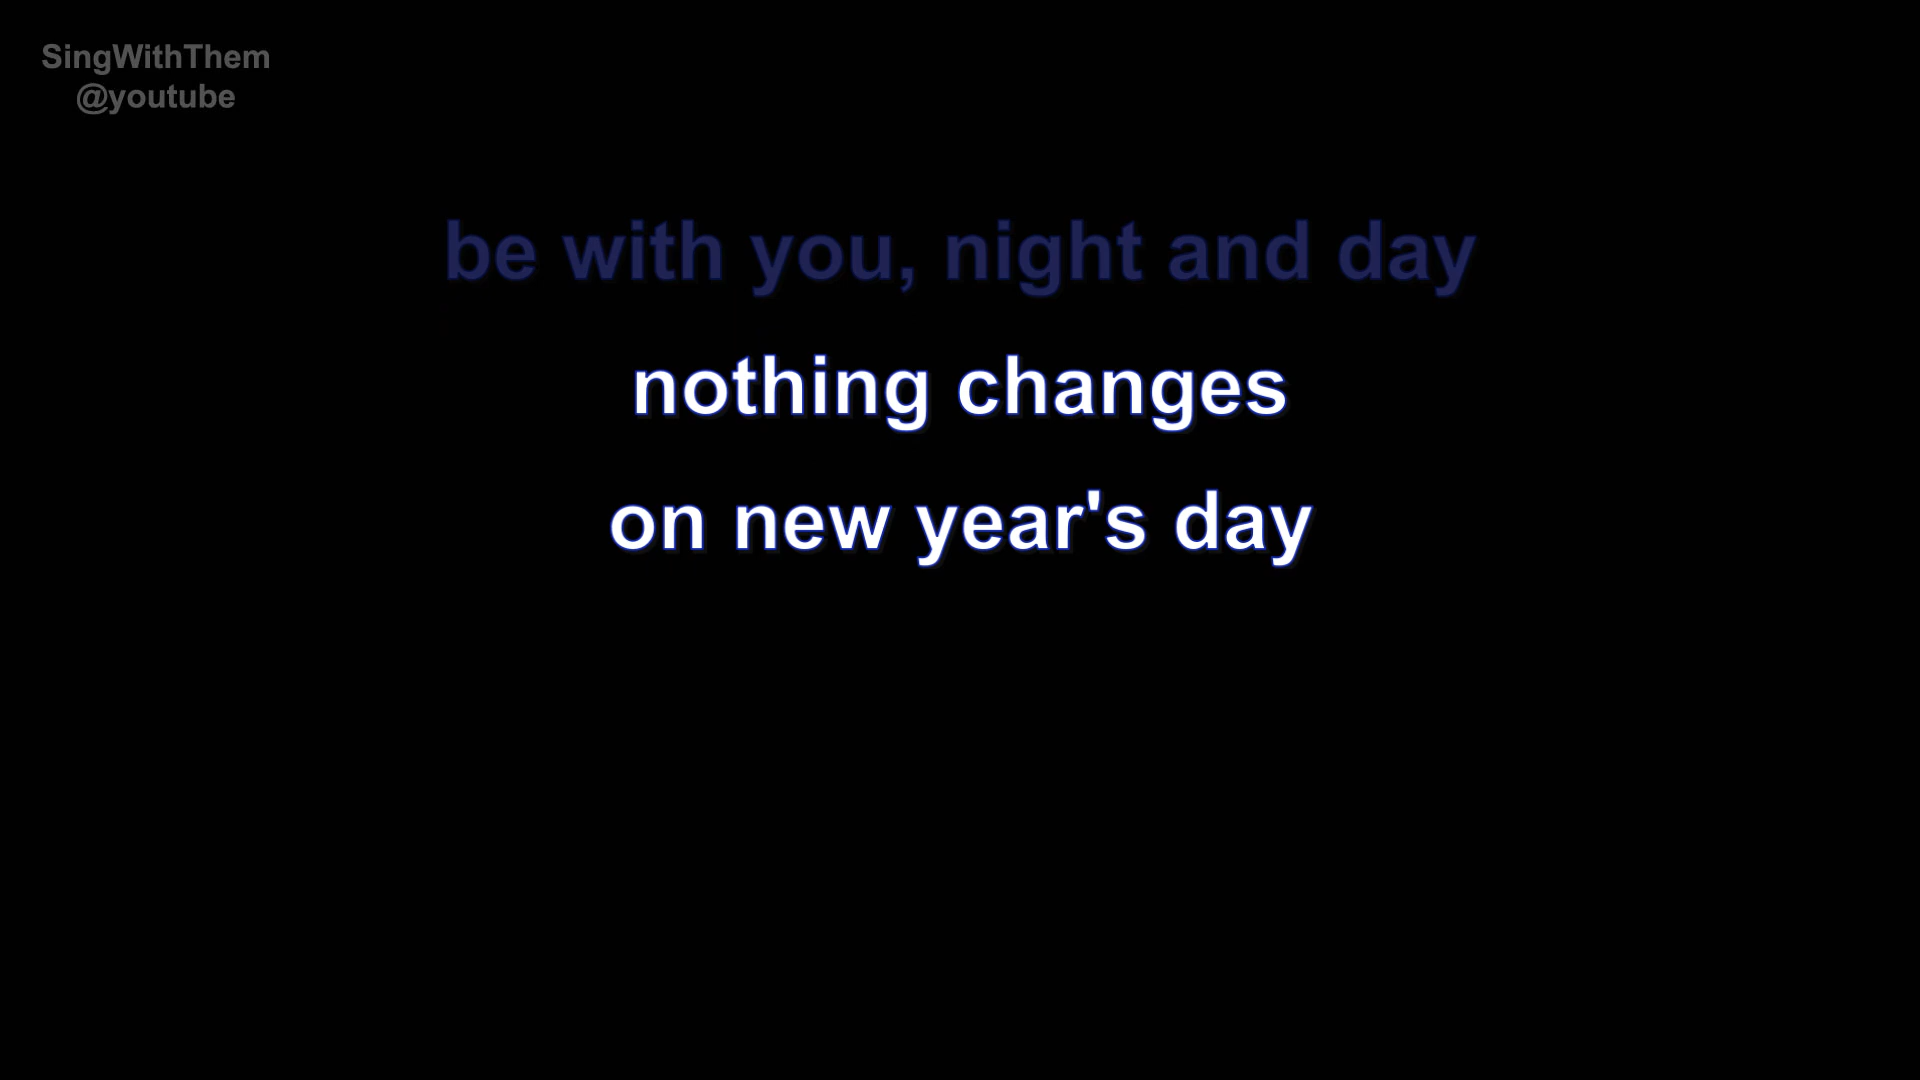 SingWithThem
@youtube
be with you, night and day
nothing changes
on new year's day